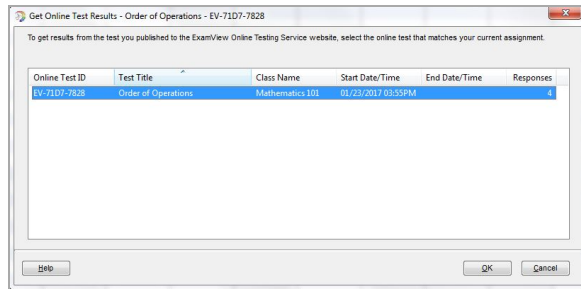 Get Online Test Results - Order of Operations - EV-71D7-7828
To get results from the test you published to the ExamView Online Testing Service website, select the online test that matches your current assignment.
Online Test ID Test Title Class Name Start Date/Time End Date/Time Responses
EV-71D7-7828 Order of Operations Mathematics 101 01/23/2017 03:55PM 4
Help OK Cancel